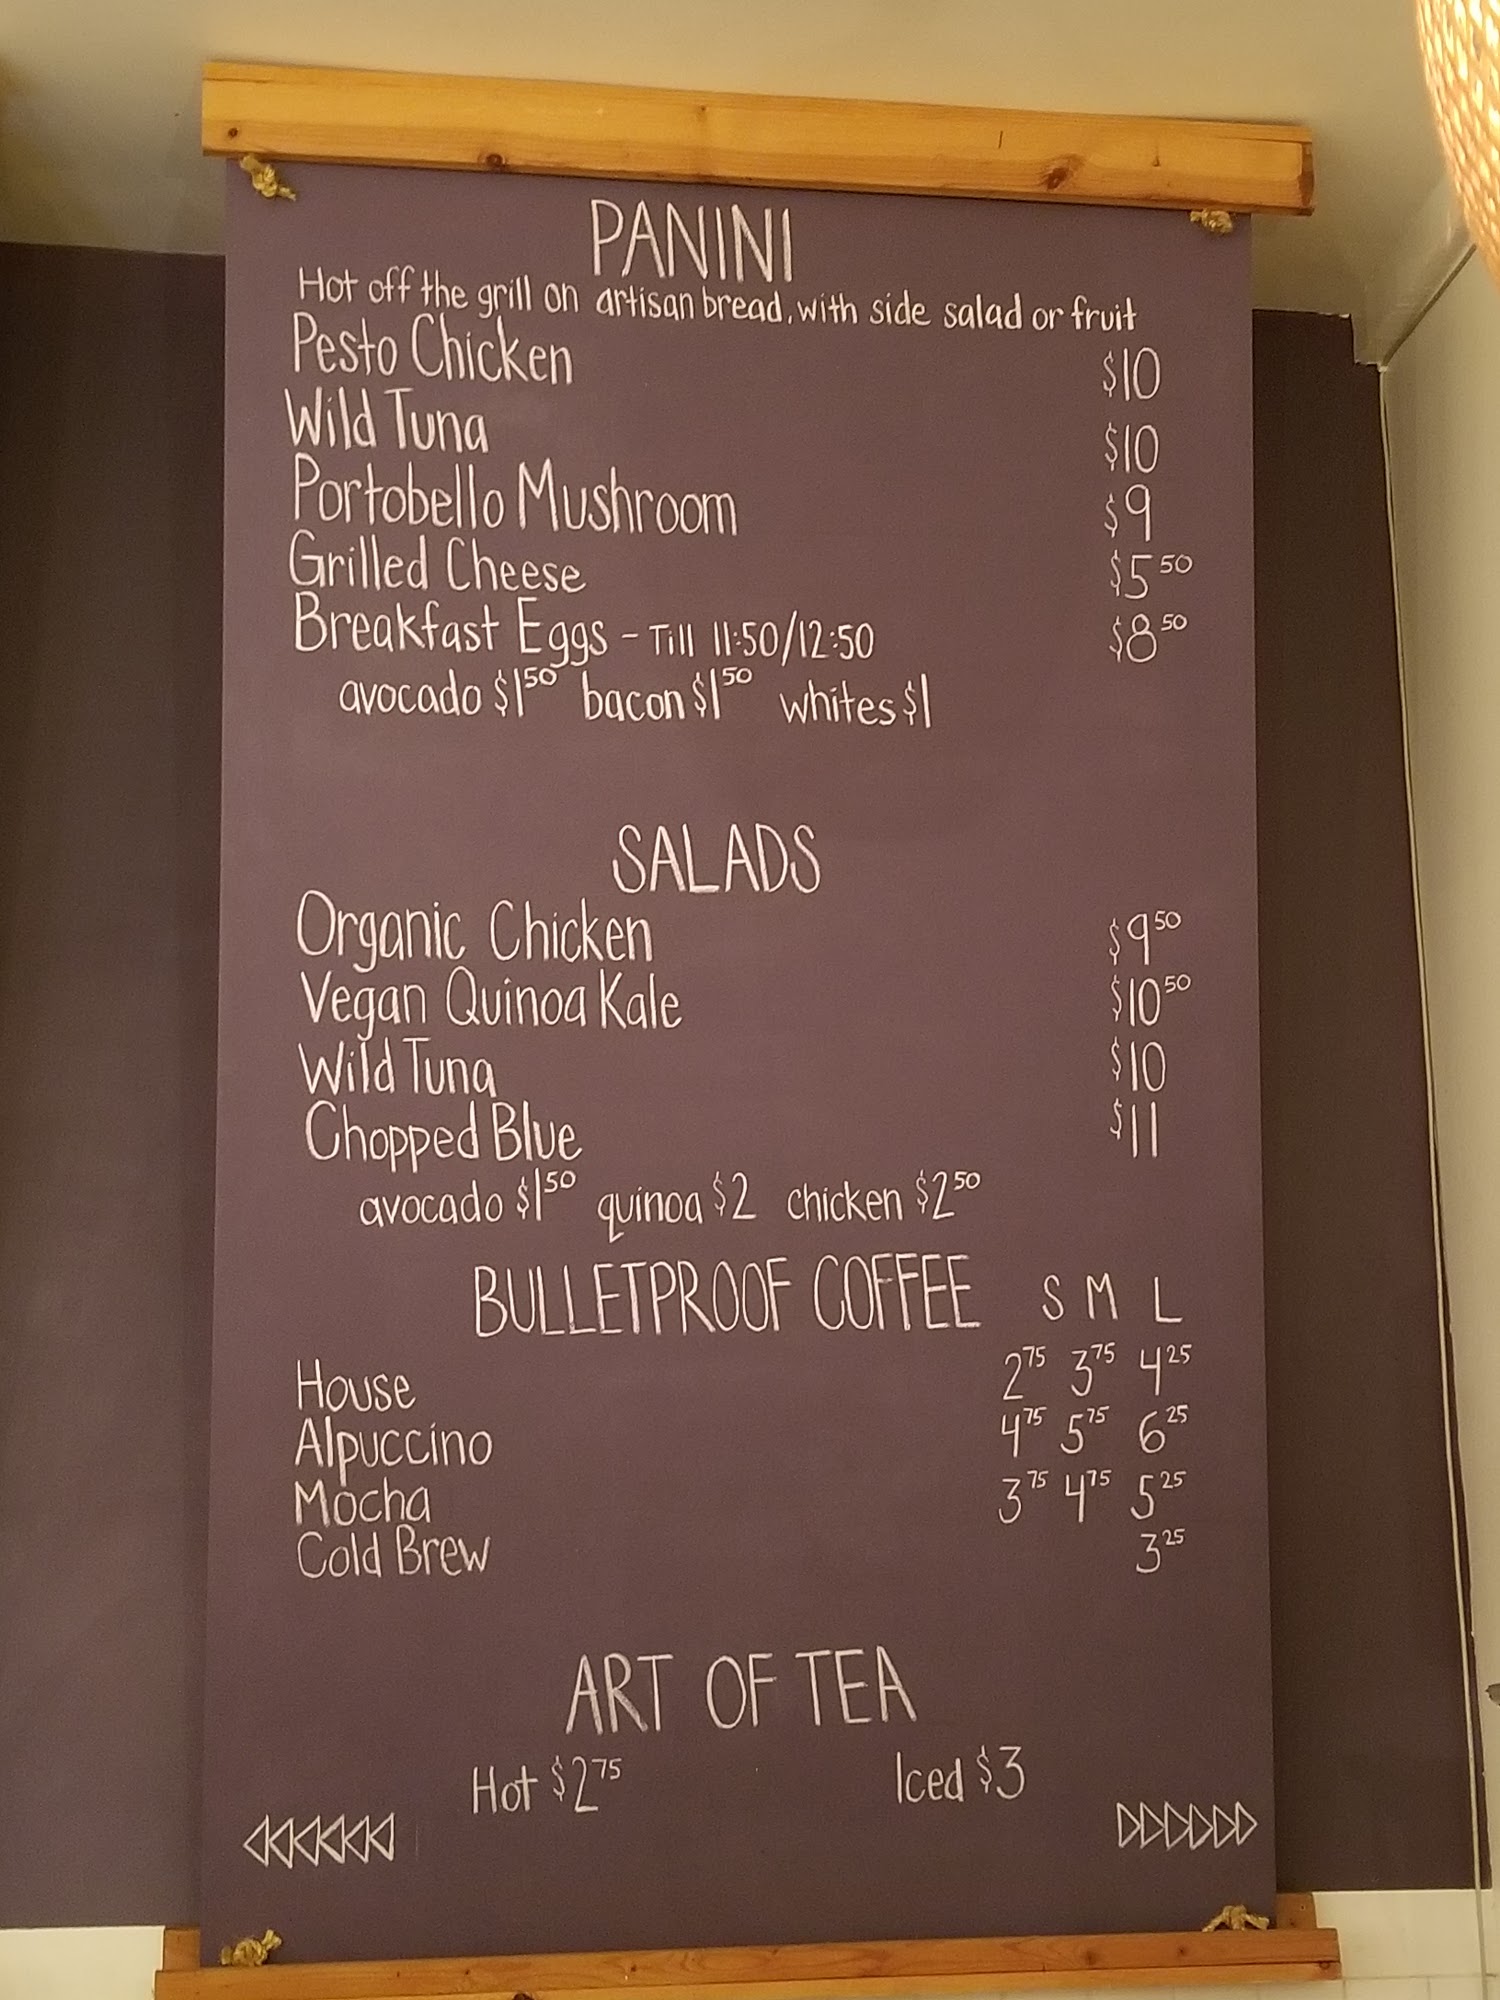 PANINI
Hot off the grill on artisan bread, with side salad or fruit
Pesto Chicken $10
Wild Tuna $10
Portobello Mushroom $9
Grilled Cheese $5 50
Breakfast Eggs - Till 11:50/12:50 $8 50
avocado $1 50 bacon $1 50 whites $1
SALADS
Organic Chicken $9 50
Vegan Quinoa Kale $10 50
Wild Tuna $10
Chopped Blue $11
avocado $1 50 quinoa $2 chicken $2 50
BULLETPROOF COFFEE S M L
House 2 75 3 75 4 25
Alpuccino 4 75 5 75 6 25
Mocha 3 75 4 75 5 25
Cold Brew 3 25
ART OF TEA
Hot $2 75 Iced $3